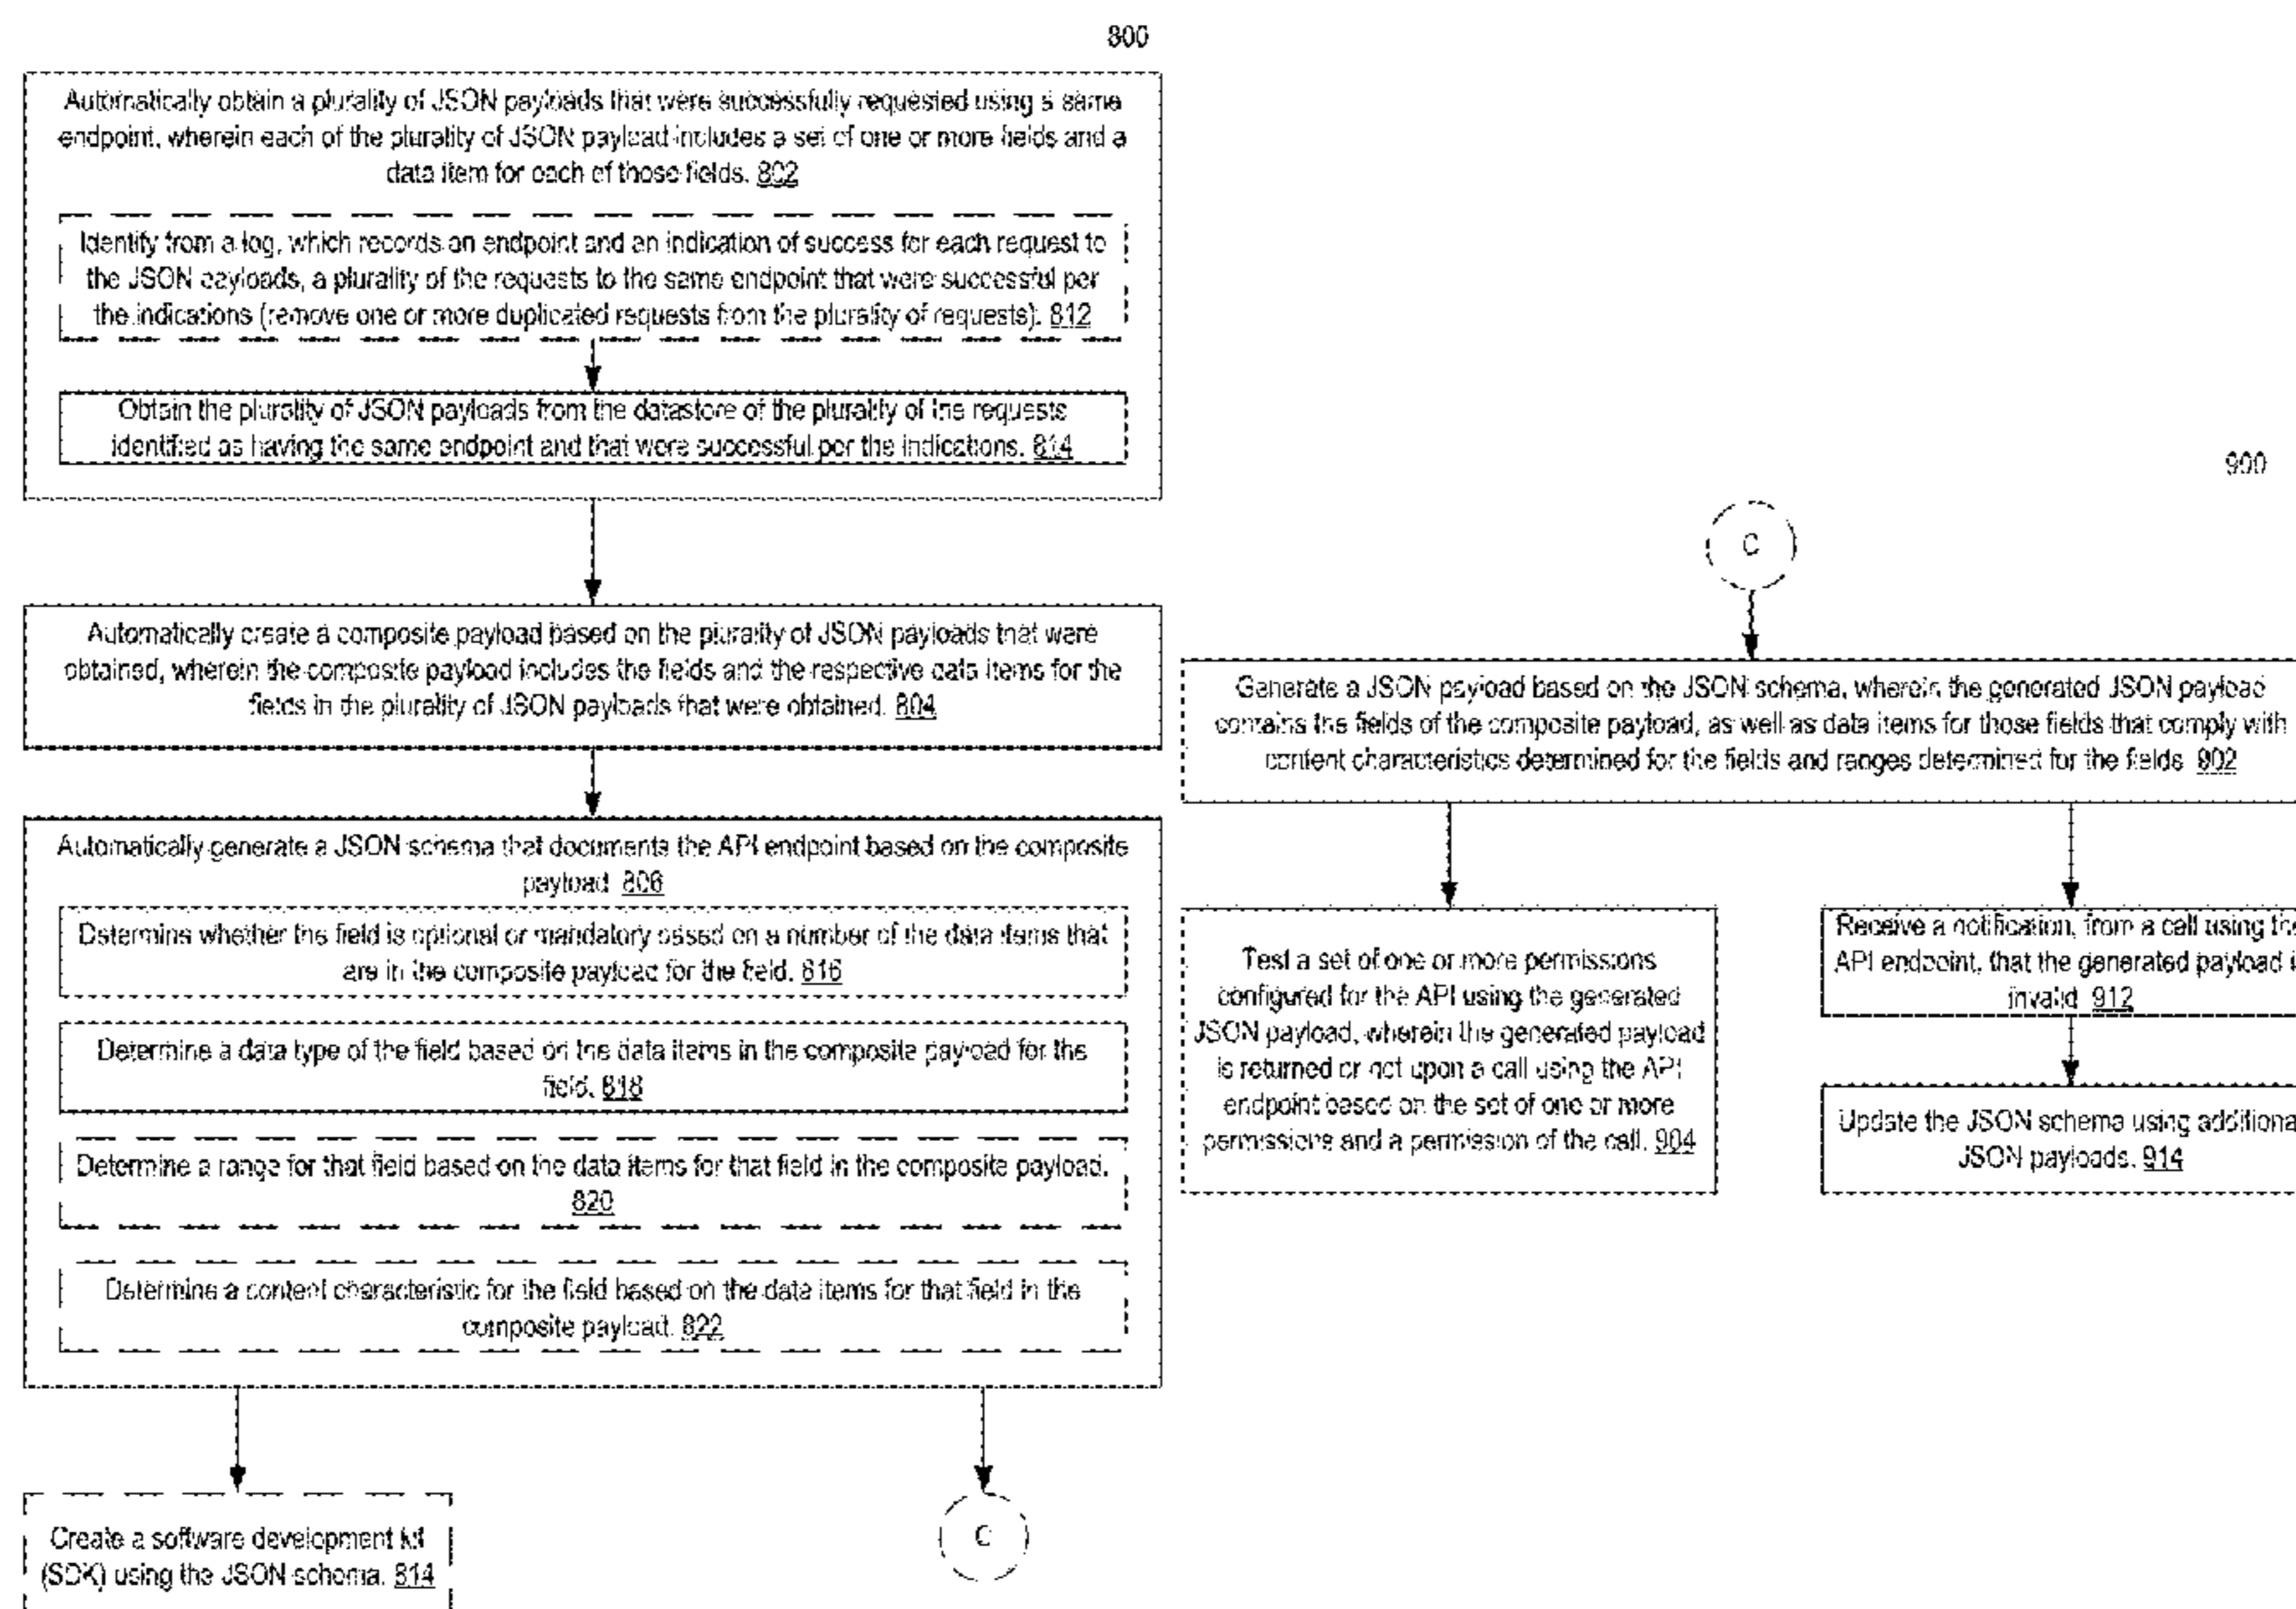 800
Automatically obtain a plurality of JSON payloads that were successfully requested using a same
endpoint, wherein each of the plurality of JSON payload includes a set of one or more fields and a
data item for each of those fields. 802
Identify from a log, which records an endpoint and an indication of success for each request to
the JSON payloads, a plurality of the requests to the same endpoint that were successful per
the indications (remove one or more duplicated requests from the plurality of requests). 812
Obtain the plurality of JSON payloads from the datastore of the plurality of the requests
identified as having the same endpoint and that were successful per the indications. 814
Automatically create a composite payload based on the plurality of JSON payloads that were
obtained, wherein the composite payload includes the fields and the respective data items for the
fields in the plurality of JSON payloads that were obtained. 804
Automatically generate a JSON schema that documents the API endpoint based on the composite
payload. 806
Determine whether the field is optional or mandatory based on a number of the data items that
are in the composite payload for the field. 816
Determine a data type of the field based on the data items in the composite payload for the
field. 818
Determine a range for that field based on the data items for that field in the composite payload.
820
Determine a content characteristic for the field based on the data items for that field in the
composite payload. 822
Create a software development kit
(SDK) using the JSON schema. 814
C
900
C
Generate a JSON payload based on the JSON schema, wherein the generated JSON payload
contains the fields of the composite payload, as well as data items for those fields that comply with
content characteristics determined for the fields and ranges determined for the fields. 902
Test a set of one or more permissions
configured for the API using the generated
JSON payload, wherein the generated payload
is returned or not upon a call using the API
endpoint based on the set of one or more
permissions and a permission of the call. 904
Receive a notification, from a call using the
API endpoint, that the generated payload i
invalid. 912
Update the JSON schema using additiona
JSON payloads. 914